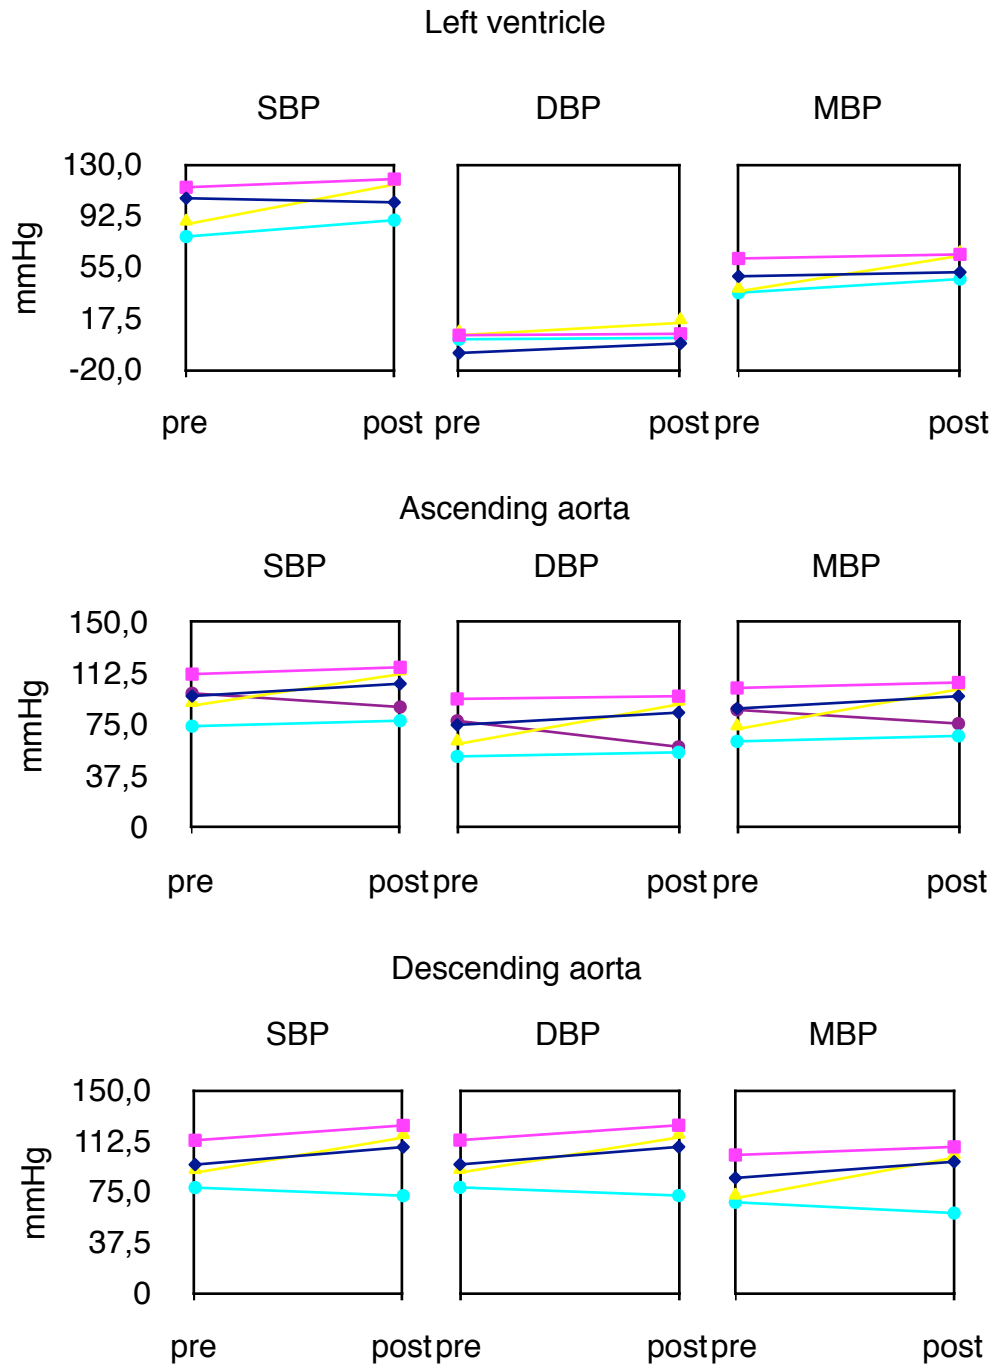 Left ventricle
SBP DBP MBP
mmHg
130,0
92,5
55,0
17,5
-20,0
pre post pre post pre post
Ascending aorta
SBP DBP MBP
mmHg
150,0
112,5
75,0
37,5
0
pre post pre post pre post
Descending aorta
SBP DBP MBP
mmHg
150,0
112,5
75,0
37,5
0
pre post pre post pre post